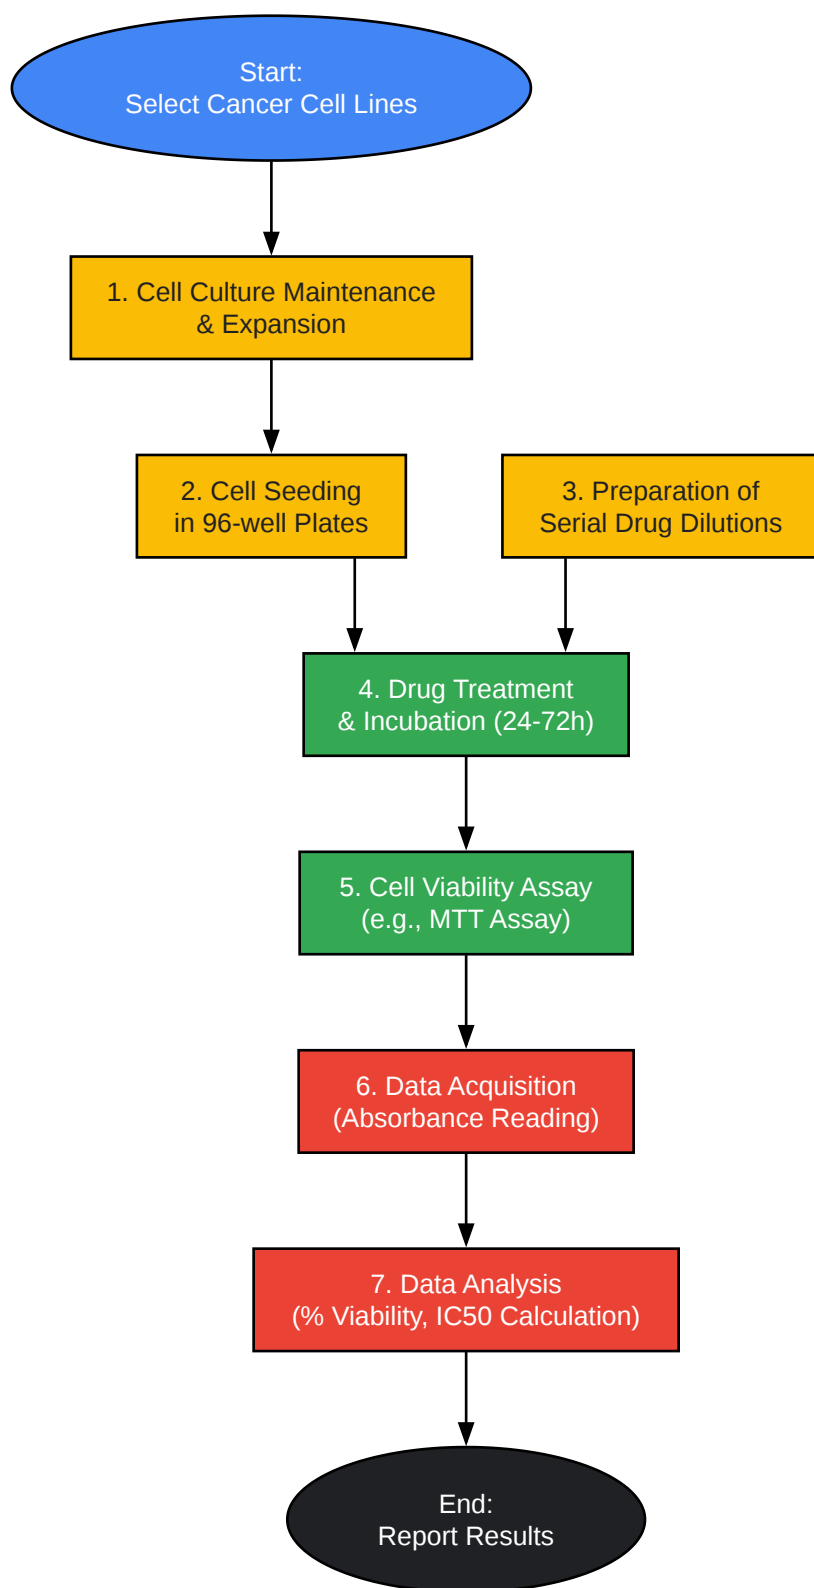 Start:
Select Cancer Cell Lines
1. Cell Culture Maintenance
& Expansion
2. Cell Seeding
in 96-well Plates
3. Preparation of
Serial Drug Dilutions
4. Drug Treatment
& Incubation (24-72h)
5. Cell Viability Assay
(e.g., MTT Assay)
6. Data Acquisition
(Absorbance Reading)
7. Data Analysis
(% Viability, IC50 Calculation)
End:
Report Results